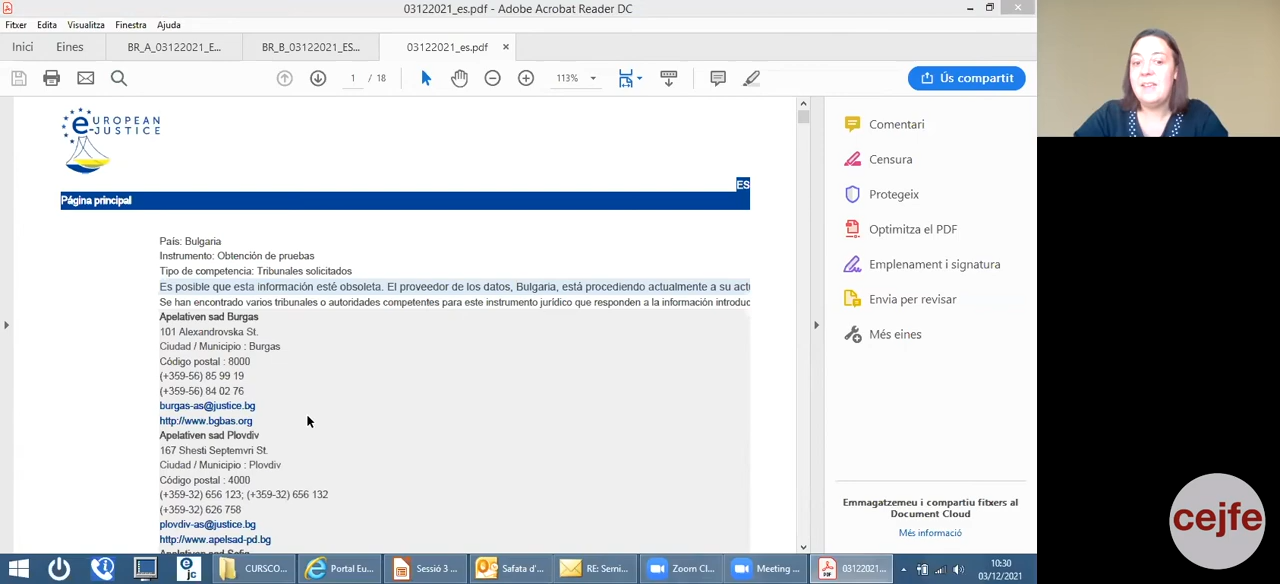 03122021_es.pdf - Adobe Acrobat Reader DC
Fitxer Edita Visualitza Finestra Ajuda
Inici Eines BR_A_03122021_E... BR_B_03122021_ES... 03122021_es.pdf ×
1 / 18 113% Ús compartit
EUROPEAN
e-JUSTICE
ES
Página principal
País: Bulgaria
Instrumento: Obtención de pruebas
Tipo de competencia: Tribunales solicitados
Es posible que esta información esté obsoleta. El proveedor de los datos, Bulgaria, está procediendo actualmente a su actu
Se han encontrado varios tribunales o autoridades competentes para este instrumento jurídico que responden a la información introduc
Apelativen sad Burgas
101 Alexandrovska St.
Ciudad / Municipio : Burgas
Código postal : 8000
(+359-56) 85 99 19
(+359-56) 84 02 76
burgas-as@justice.bg
http://www.bgbas.org
Apelativen sad Plovdiv
167 Shesti Septemvri St.
Ciudad / Municipio : Plovdiv
Código postal : 4000
(+359-32) 656 123; (+359-32) 656 132
(+359-32) 626 758
plovdiv-as@justice.bg
http://www.apelsad-pd.bg
Apelativen sad Sofia
Comentari
Censura
Protegeix
Optimitza el PDF
Emplenament i signatura
Envia per revisar
Més eines
Emmagatzemeu i compartiu fitxers al
Document Cloud
Més informació
cejfe
CURSCO... Portal Eu... Sessió 3 ... Safata d'... RE: Semi... Zoom Cl... Meeting ... 03122021...
10:30
03/12/2021